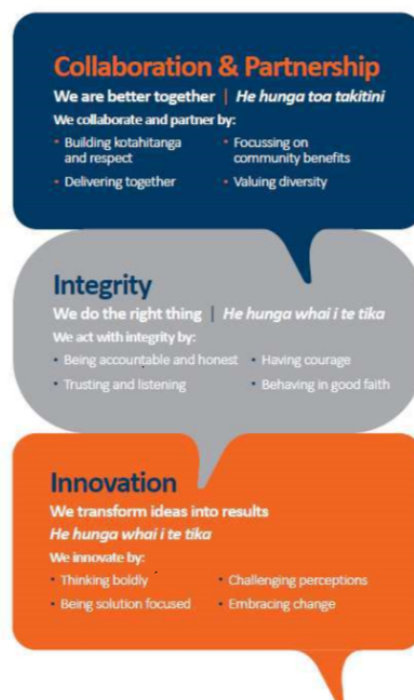 Collaboration & Partnership
We are better together | He hunga toa takitini
We collaborate and partner by:
• Building kotahitanga
and respect
• Delivering together
• Focussing on
community benefits
• Valuing diversity
Integrity
We do the right thing | He hunga whai i te tika
We act with integrity by:
• Being accountable and honest
• Trusting and listening
• Having courage
• Behaving in good faith
Innovation
We transform ideas into results
He hunga whai i te tika
We innovate by:
• Thinking boldly
• Being solution focused
• Challenging perceptions
• Embracing change